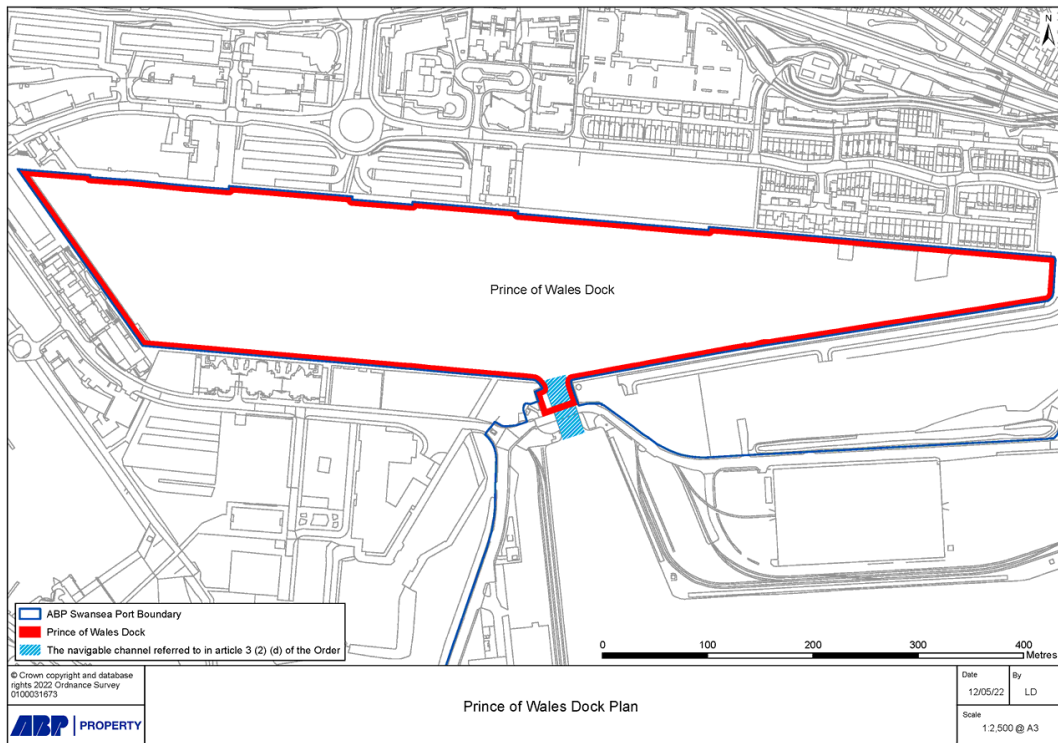 N
Prince of Wales Dock
ABP Swansea Port Boundary
Prince of Wales Dock
The navigable channel referred to in article 3 (2) (d) of the Order
0 100 200 300 400
Metres
© Crown copyright and database
rights 2022 Ordnance Survey
0100031673
ABP PROPERTY
Prince of Wales Dock Plan
Date
12/05/22
By
LD
Scale
1:2,500 @ A3